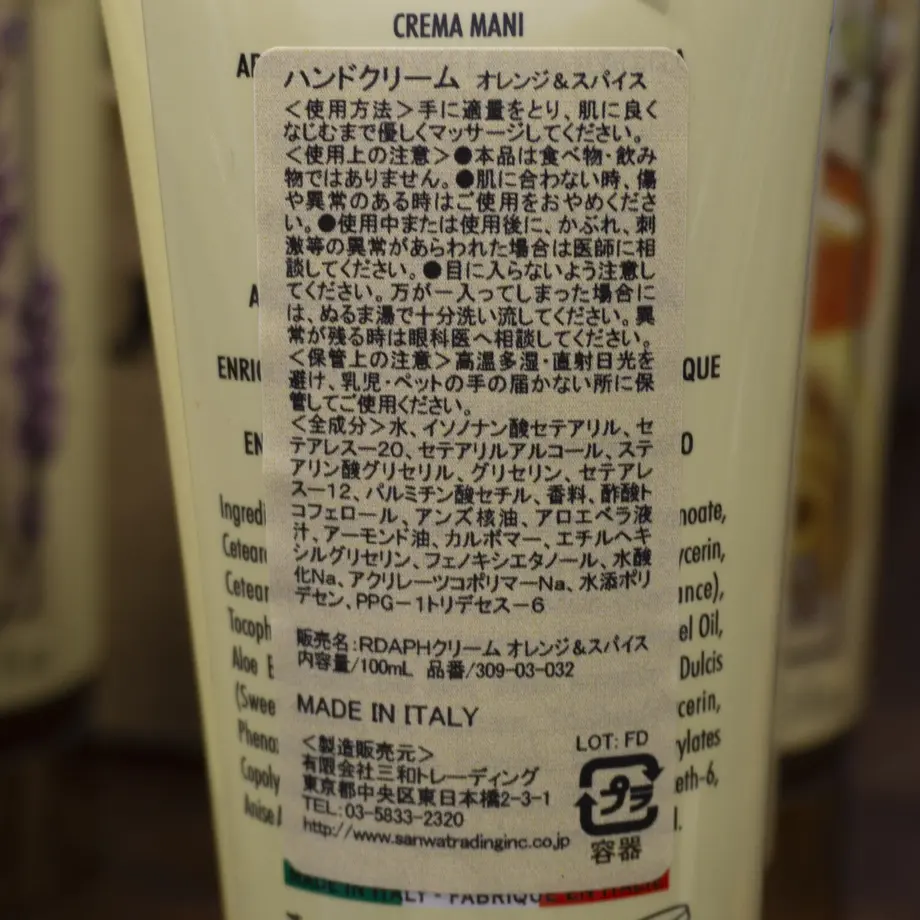 CREMA MANI
ハンドクリーム オレンジ&スパイス
<使用方法>手に適量をとり、肌に良く
なじむまで優しくマッサージしてください。
<使用上の注意>●本品は食べ物・飲み
物ではありません。●肌に合わない時、傷
や異常のある時はご使用をおやめくださ
い。●使用中または使用後に、かぶれ、刺
激等の異常があらわれた場合は医師に相
談してください。●目に入らないよう注意し
てください。万が一入ってしまった場合に
は、ぬるま湯で十分洗い流してください。異
常が残る時は眼科医へ相談してください。
<保管上の注意>高温多湿・直射日光を
避け、乳児・ペットの手の届かない所に保
管してご使用ください。
<全成分>水、イソノナン酸セテアリル、セ
テアレス-20、セテアリルアルコール、ステ
アリン酸グリセリル、グリセリン、セテアレ
ス-12、パルミチン酸セチル、香料、酢酸ト
コフェロール、アンズ核油、アロエベラ液
汁、アーモンド油、カルボマー、エチルヘキ
シルグリセリン、フェノキシエタノール、水酸
化Na、アクリレーツコポリマーNa、水添ポリ
デセン、PPG-1トリデセス-6
販売名:RDAPHクリーム オレンジ&スパイス
内容量/100mL 品番/309-03-032
MADE IN ITALY
<製造販売元>
有限会社三和トレーディング
東京都中央区東日本橋2-3-1
TEL:03-5833-2320
http://www.sanwatradinginc.co.jp
LOT: FD
プラ
容器
MADE IN ITALY - FABRIQUÉ EN ITALIE